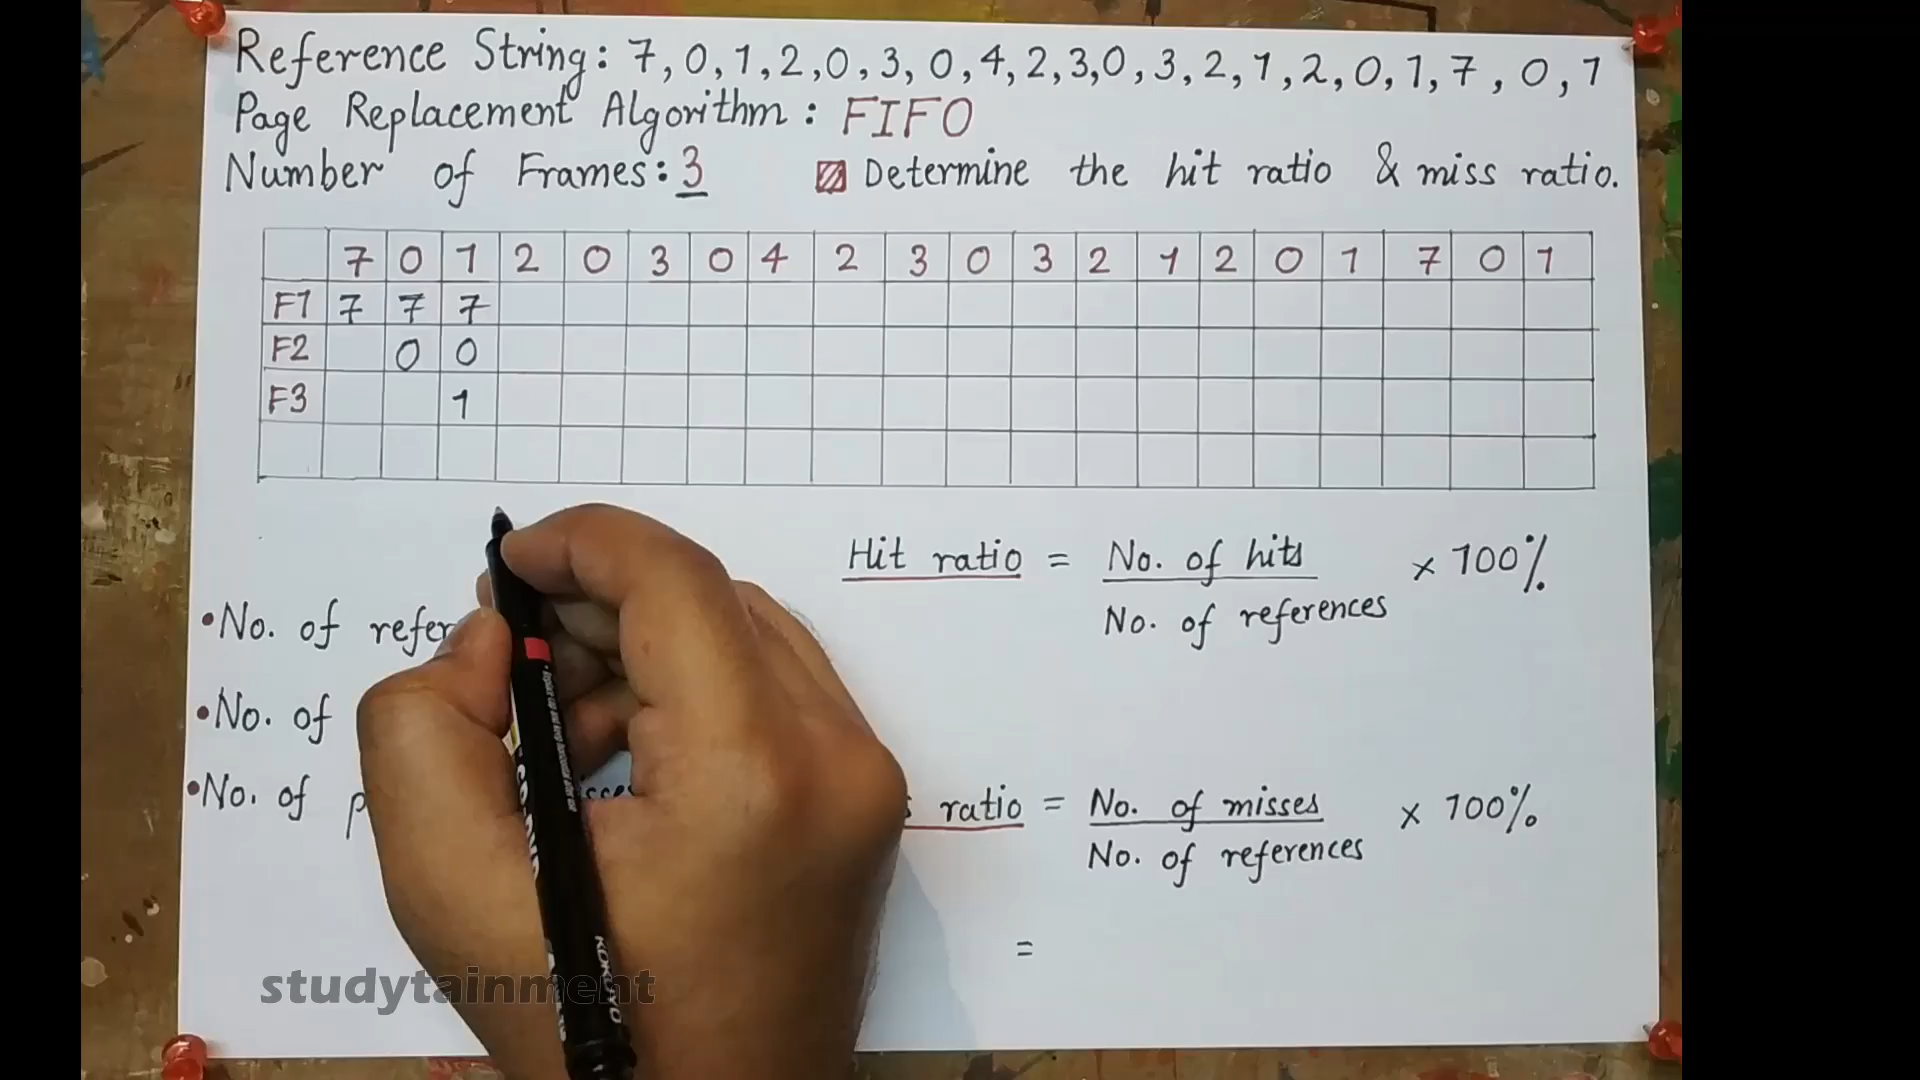 Reference String: 7, 0, 1, 2, 0, 3, 0, 4, 2, 3, 0, 3, 2, 1, 2, 0, 1, 7, 0, 1
Page Replacement Algorithm: FIFO
Number of Frames: 3 Determine the hit ratio & miss ratio.
7 0 1 2 0 3 0 4 2 3 0 3 2 1 2 0 1 7 0 1
F1 7 7 7
F2 0 0
F3 1
Hit ratio = No. of hits × 100%
No. of references
•No. of refer
•No. of
•No. of p
ratio = No. of misses × 100%
No. of references
=
studytainment
KOKUYO